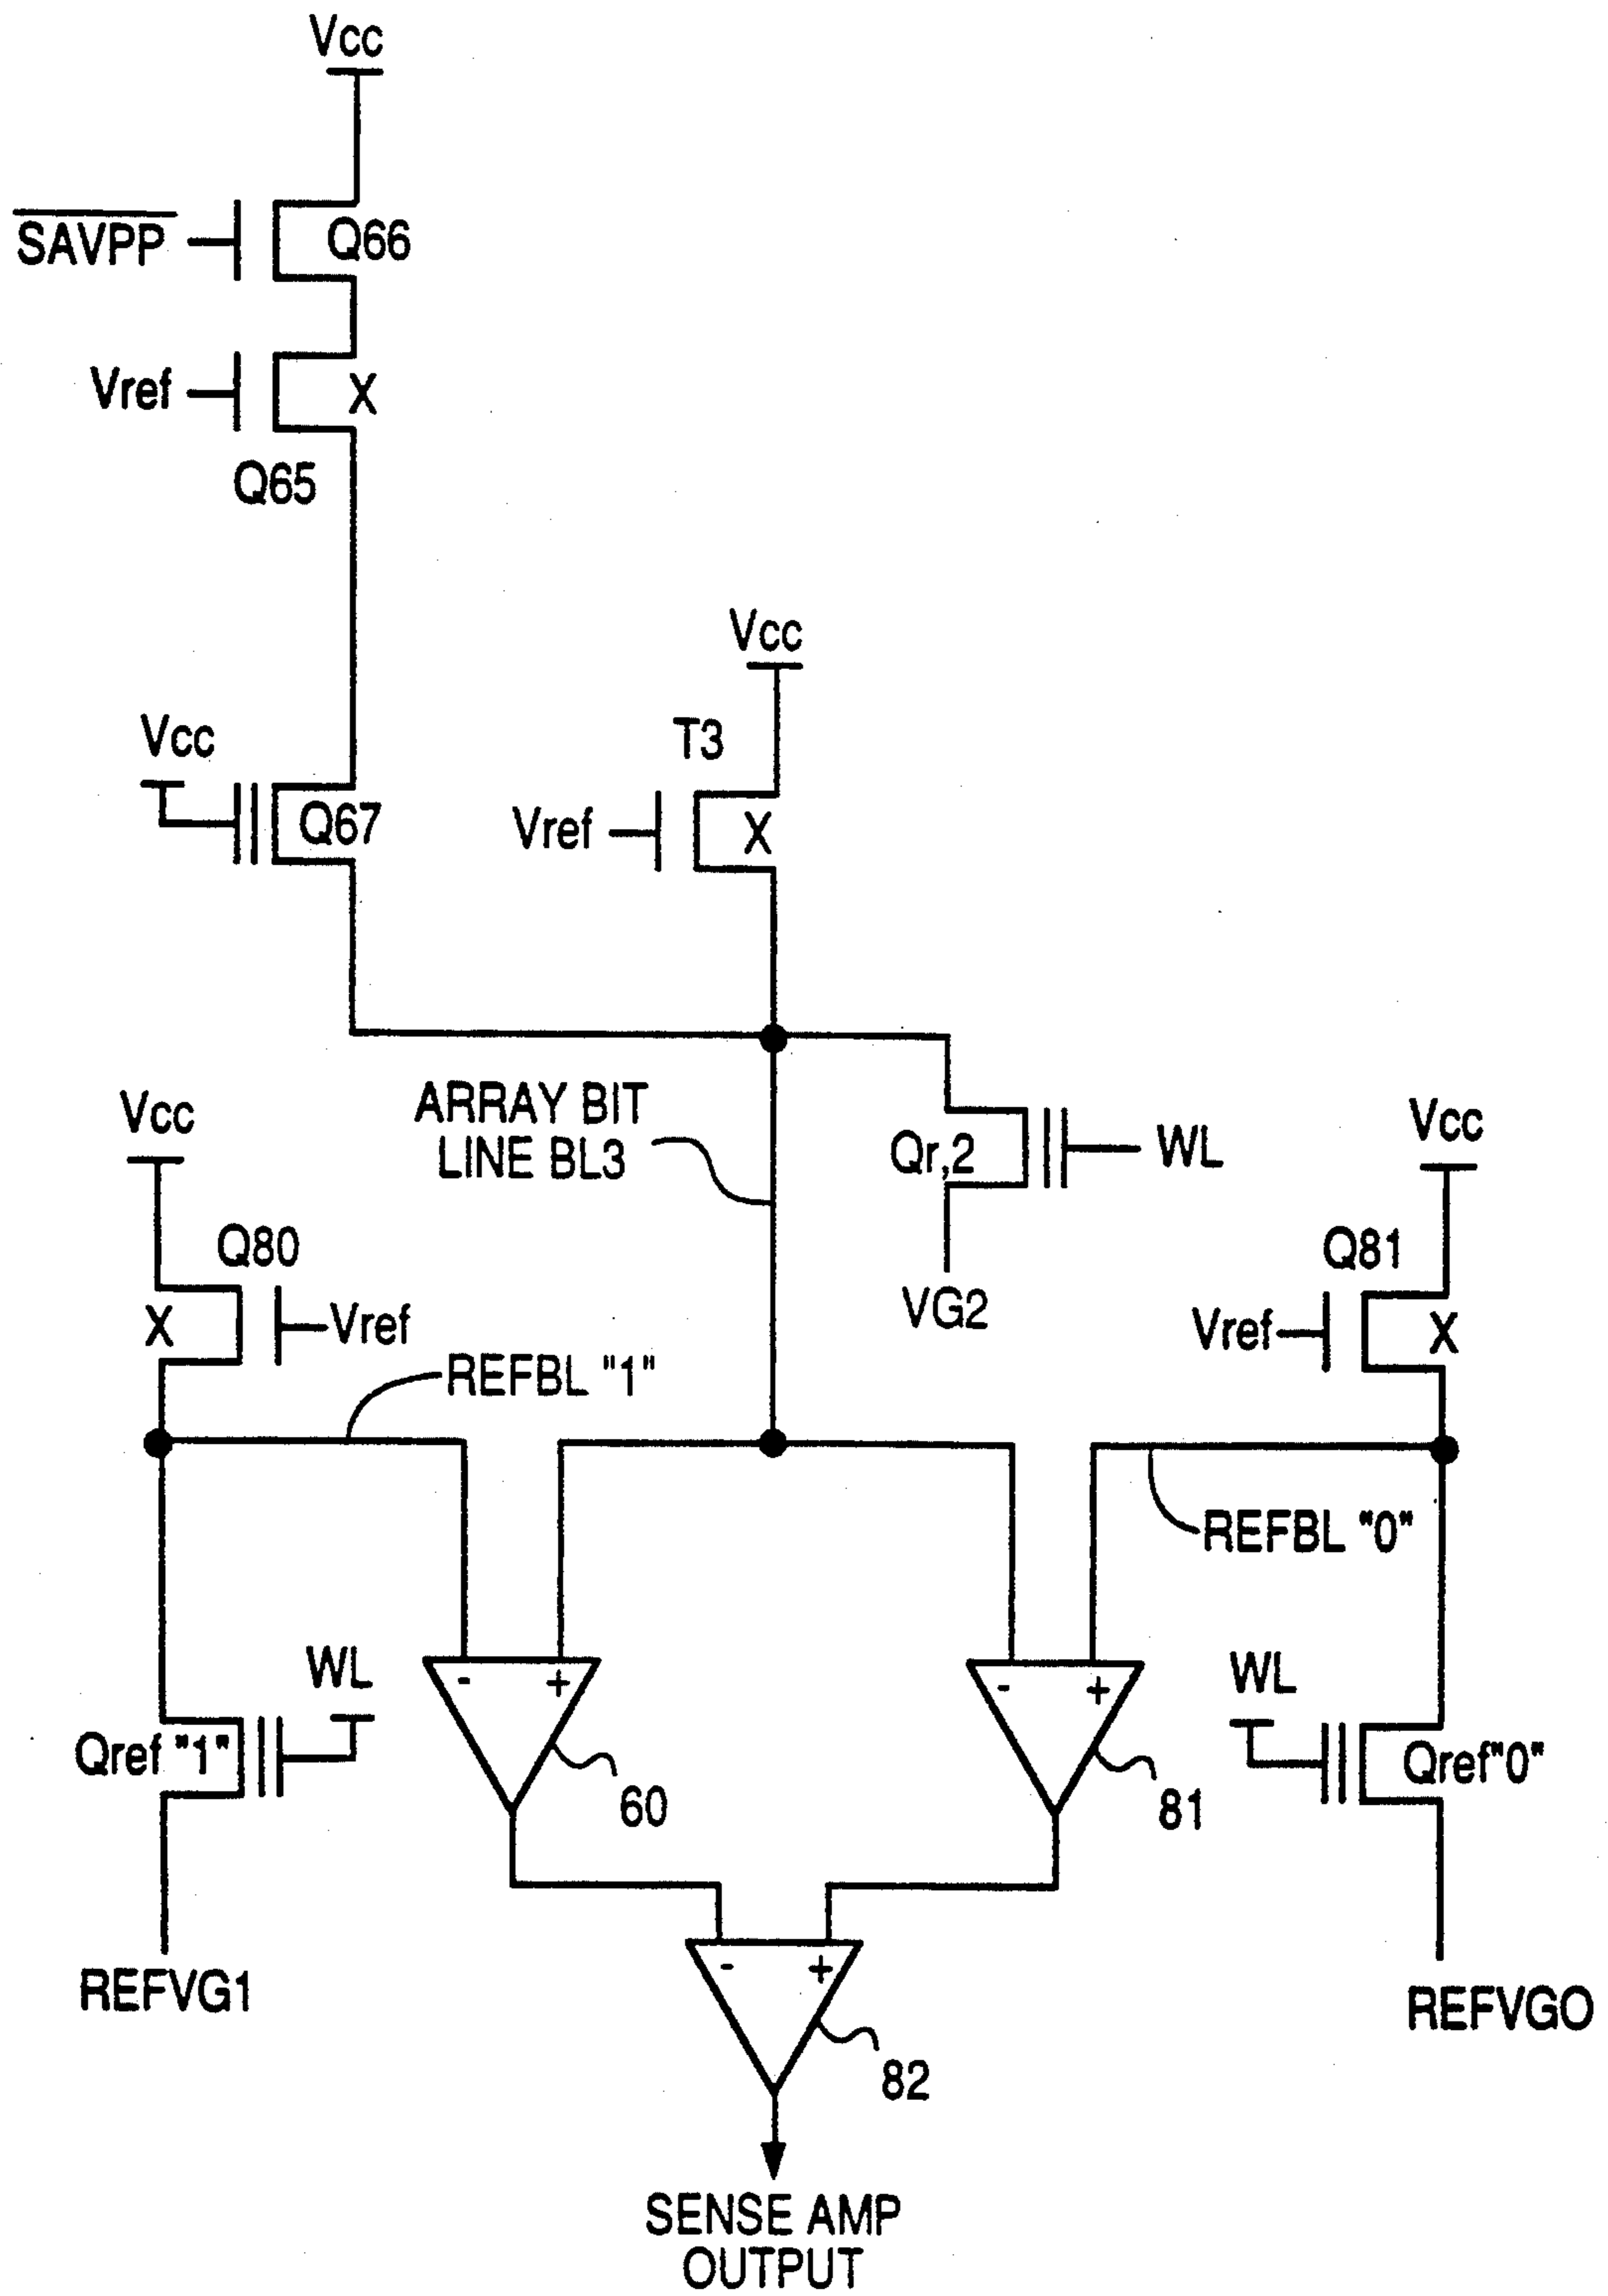 Vcc
SAVPP
Q66
Vref
X
Q65
Vcc
Vcc
T3
Q67
Vref
X
ARRAY BIT
LINE BL3
Vcc
Vcc
Qr,2
WL
Q80
Q81
VG2
X
Vref
Vref
X
REFBL "1"
REFBL "0"
WL
WL
-
+
-
+
Qref "1"
Qref"0"
60
81
-
+
REFVG1
REFVGO
82
SENSE AMP
OUTPUT